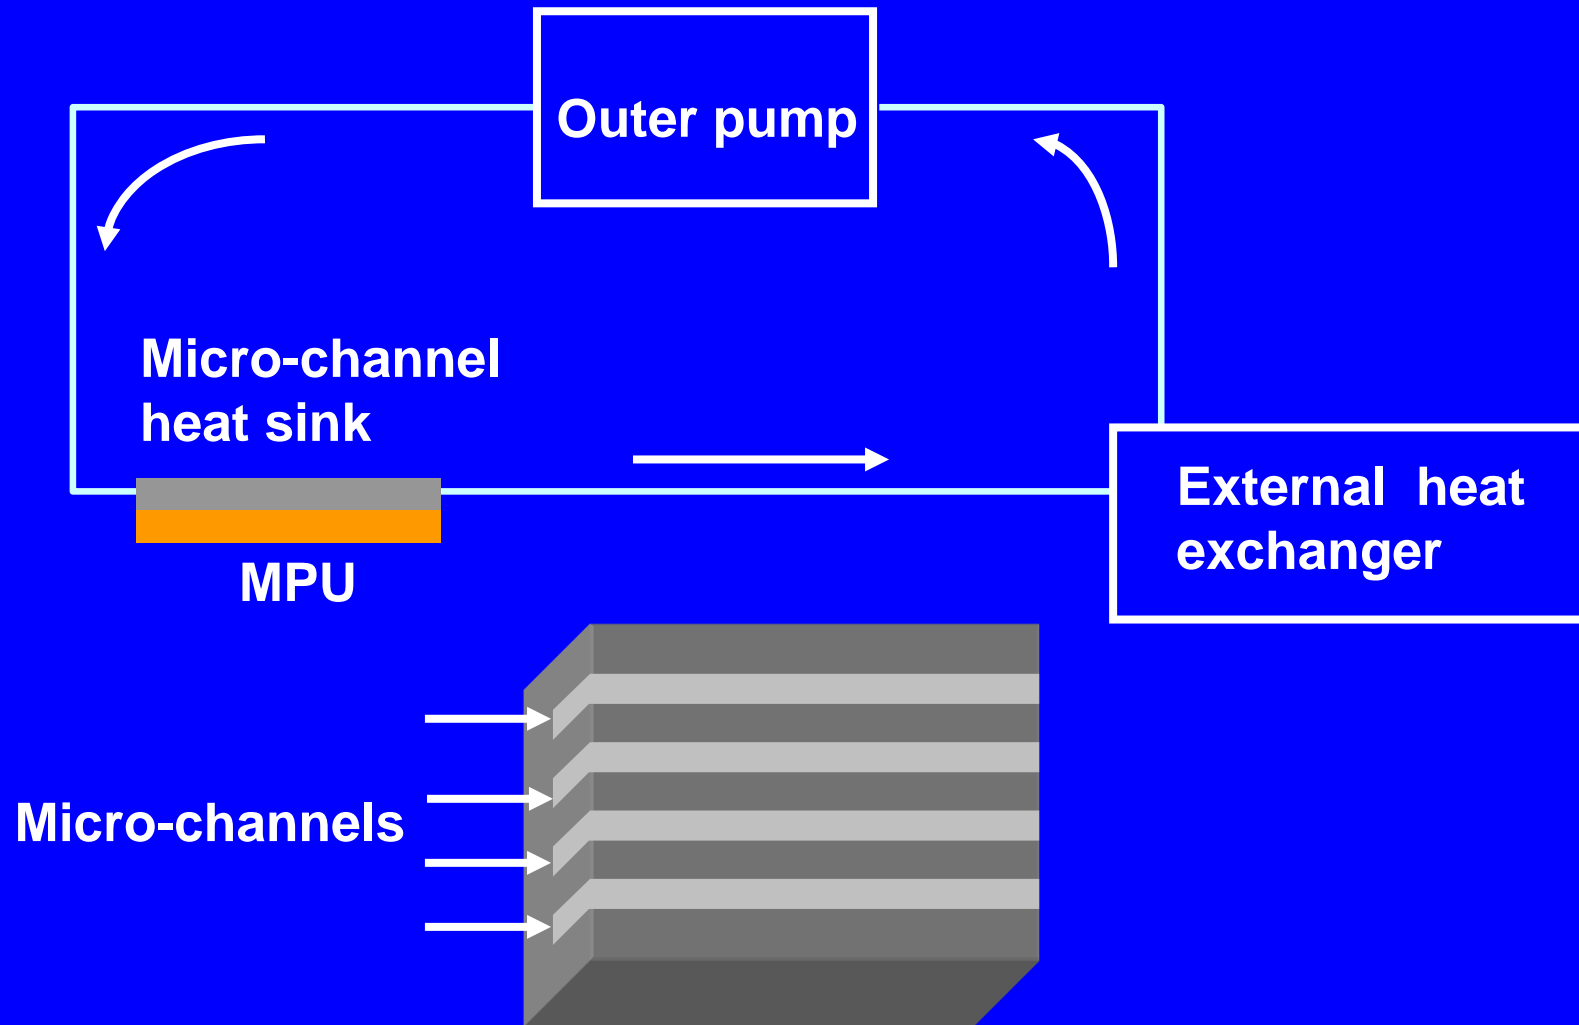 Outer pump
Micro-channel
heat sink
External heat
exchanger
MPU
Micro-channels